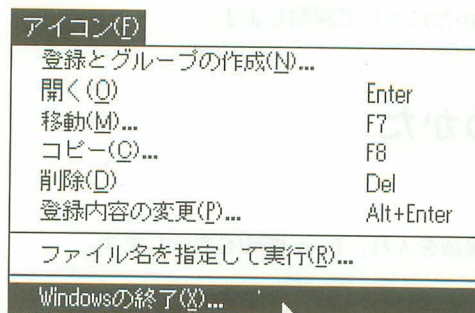 アイコン(F)
登録とグループの作成(N)...
開く(O) Enter
移動(M)... F7
コピー(C)... F8
削除(D) Del
登録内容の変更(P)... Alt+Enter
ファイル名を指定して実行(R)...
Windowsの終了(X)...